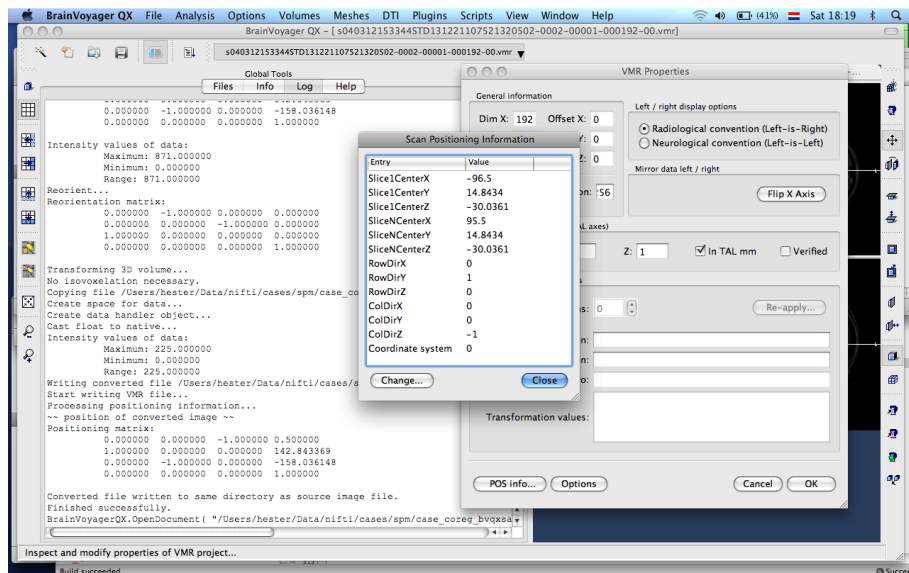 BrainVoyager QX File Analysis Options Volumes Meshes DTI Plugins Scripts View Window Help (41%) Sat 18:19
BrainVoyager QX - [ s040312153344STD131221107521320502-0002-00001-000192-00.vmr]
s040312153344STD131221107521320502-0002-00001-000192-00.vmr
Global Tools
Files Info Log Help
0.000000 -1.000000 0.000000 -158.036148
0.000000 0.000000 0.000000 1.000000
Intensity values of data:
Maximum: 871.000000
Minimum: 0.000000
Range: 871.000000
Reorient...
Reorientation matrix:
0.000000 -1.000000 0.000000 0.000000
0.000000 0.000000 -1.000000 0.000000
1.000000 0.000000 0.000000 0.000000
0.000000 0.000000 0.000000 1.000000
Transforming 3D volume...
No isovoxelation necessary.
Copying file /Users/hester/Data/nifti/cases/spm/case_co
Create space for data...
Create data handler object...
Cast float to native...
Intensity values of data:
Maximum: 225.000000
Minimum: 0.000000
Range: 225.000000
Writing converted file /Users/hester/Data/nifti/cases/s
Start writing VMR file...
Processing positioning information...
~~ position of converted image ~~
Positioning matrix:
0.000000 0.000000 -1.000000 0.500000
1.000000 0.000000 0.000000 142.843369
0.000000 -1.000000 0.000000 -158.036148
0.000000 0.000000 0.000000 1.000000
Converted file written to same directory as source image file.
Finished successfully.
BrainVoyagerQX.OpenDocument( "/Users/hester/Data/nifti/cases/spm/case_coreg_bvqxsa
Scan Positioning Information
Entry Value
Slice1CenterX -96.5
Slice1CenterY 14.8434
Slice1CenterZ -30.0361
SliceNCenterX 95.5
SliceNCenterY 14.8434
SliceNCenterZ -30.0361
RowDirX 0
RowDirY 1
RowDirZ 0
ColDirX 0
ColDirY 0
ColDirZ -1
Coordinate system 0
Change... Close
VMR Properties
General information
Dim X: 192 Offset X: 0
Y: 0
Z: 0
on: 56
Left / right display options
Radiological convention (Left-is-Right)
Neurological convention (Left-is-Left)
Mirror data left / right
Flip X Axis
AL axes)
Z: 1 In TAL mm Verified
s
ns: 0 Re-apply...
n:
n:
o:
Transformation values:
POS info... Options Cancel OK
Inspect and modify properties of VMR project...
Build succeeded